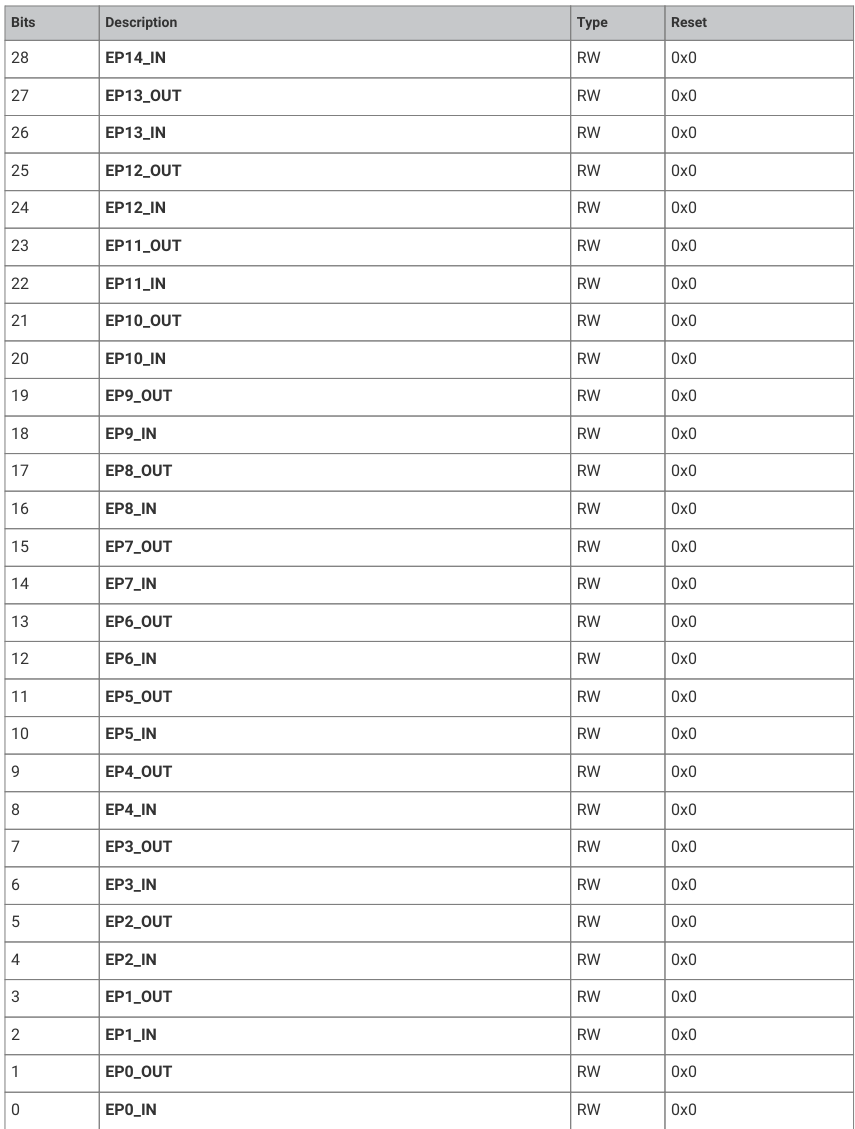 Bits Description Type Reset
28 EP14_IN RW 0x0
27 EP13_OUT RW 0x0
26 EP13_IN RW 0x0
25 EP12_OUT RW 0x0
24 EP12_IN RW 0x0
23 EP11_OUT RW 0x0
22 EP11_IN RW 0x0
21 EP10_OUT RW 0x0
20 EP10_IN RW 0x0
19 EP9_OUT RW 0x0
18 EP9_IN RW 0x0
17 EP8_OUT RW 0x0
16 EP8_IN RW 0x0
15 EP7_OUT RW 0x0
14 EP7_IN RW 0x0
13 EP6_OUT RW 0x0
12 EP6_IN RW 0x0
11 EP5_OUT RW 0x0
10 EP5_IN RW 0x0
9 EP4_OUT RW 0x0
8 EP4_IN RW 0x0
7 EP3_OUT RW 0x0
6 EP3_IN RW 0x0
5 EP2_OUT RW 0x0
4 EP2_IN RW 0x0
3 EP1_OUT RW 0x0
2 EP1_IN RW 0x0
1 EP0_OUT RW 0x0
0 EP0_IN RW 0x0